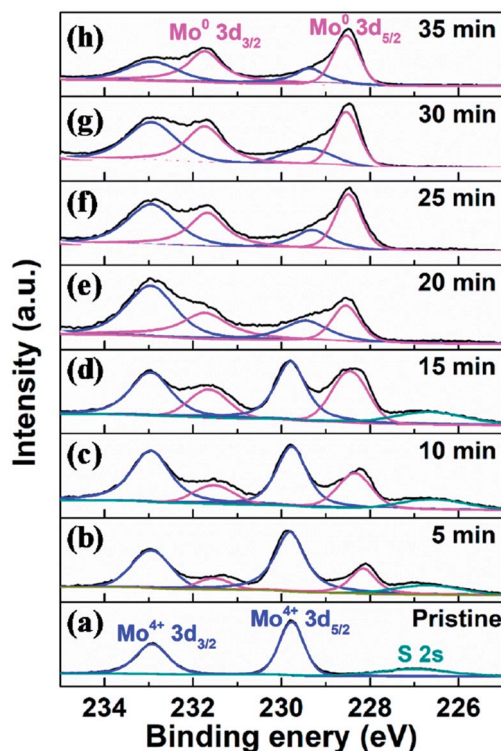 (h) Mo⁰ 3d₃/₂ Mo⁰ 3d₅/₂ 35 min
(g) 30 min
(f) 25 min
(e) 20 min
(d) 15 min
(c) 10 min
(b) 5 min
(a) Pristine
Mo⁴⁺ 3d₃/₂ Mo⁴⁺ 3d₅/₂ S 2s
Intensity (a.u.)
234 232 230 228 226
Binding enery (eV)